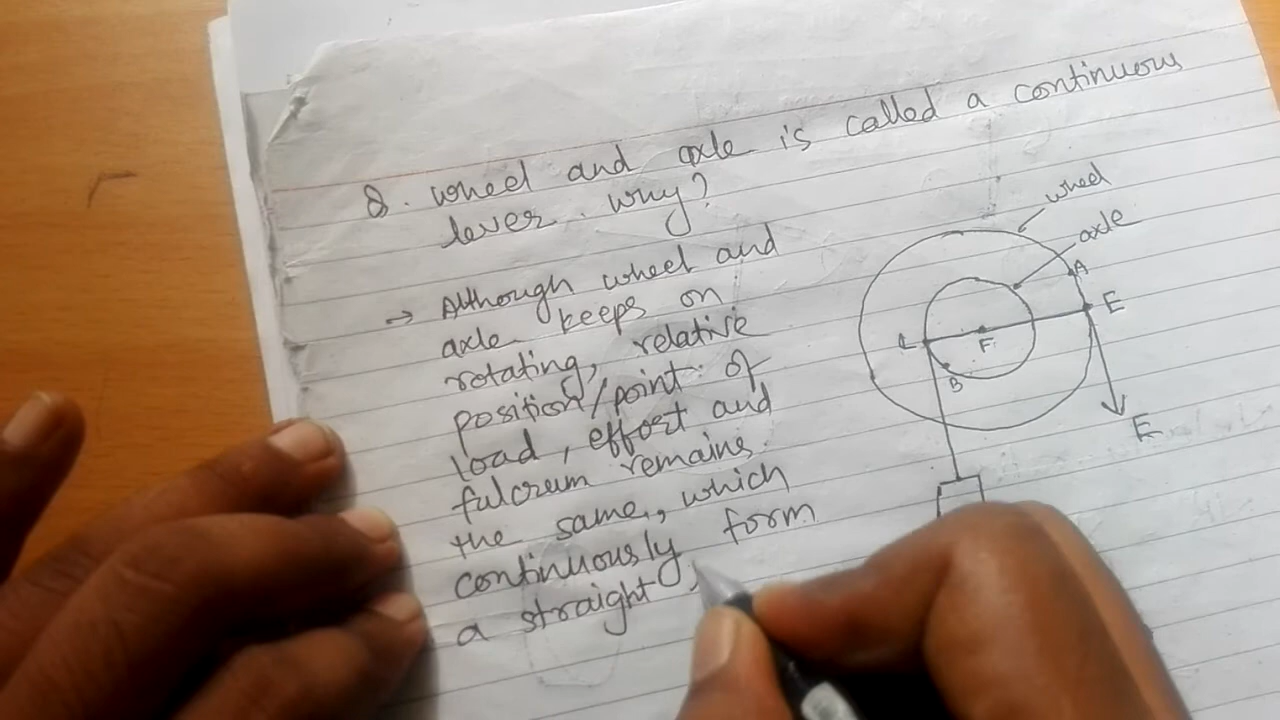 Q. Wheel and axle is called a continuous
lever. Why?
→ Although wheel and
axle keeps on
rotating, relative
position/point of
load, effort and
fulcrum remains
the same, which
continuously form
a straight
wheel
axle
A
E
L
F
B
E